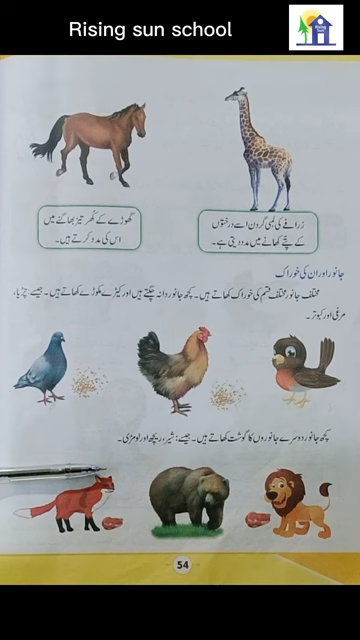 Rising sun school
Rising
sun
زرافے کی لمبی گردن اسے درختوں
کے پتے کھانے میں مدد دیتی ہے۔
گھوڑے کے کُھر تیز بھاگنے میں
اس کی مدد کرتے ہیں۔
جانور اور ان کی خوراک
مختلف جانور مختلف قسم کی خوراک کھاتے ہیں۔ کچھ جانور دانہ چگتے ہیں اور کیڑے مکوڑے کھاتے ہیں۔ جیسے: چڑیا،
مرغی اور کبوتر۔
کچھ جانور دوسرے جانوروں کا گوشت کھاتے ہیں۔ جیسے: شیر، ریچھ اور لومڑی۔
54